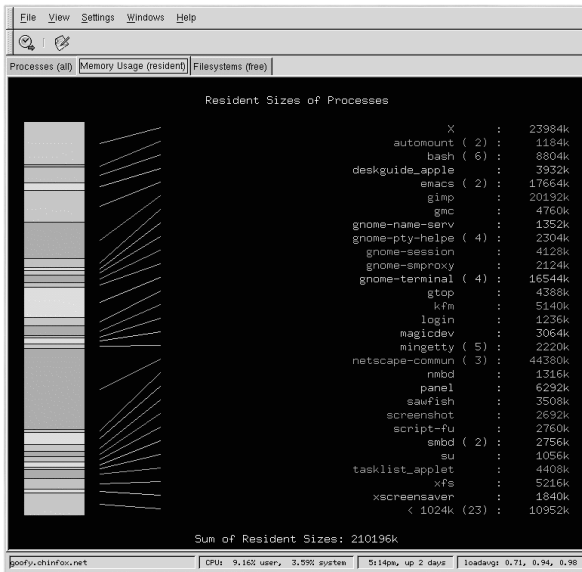 File View Settings Windows Help
Processes (all) Memory Usage (resident) Filesystems (free)
Resident Sizes of Processes
X : 23984k
automount ( 2) : 1184k
bash ( 6) : 8804k
deskguide_apple : 3932k
emacs ( 2) : 17664k
gimp : 20192k
gmc : 4760k
gnome-name-serv : 1352k
gnome-pty-helpe ( 4) : 2304k
gnome-session : 4128k
gnome-smproxy : 2124k
gnome-terminal ( 4) : 16544k
gtop : 4388k
kfm : 5140k
login : 1236k
magicdev : 3064k
mingetty ( 5) : 2220k
netscape-commun ( 3) : 44380k
nmbd : 1316k
panel : 6292k
sawfish : 3508k
screenshot : 2692k
script-fu : 2760k
smbd ( 2) : 2756k
su : 1056k
tasklist_applet : 4408k
xfs : 5216k
xscreensaver : 1840k
< 1024k (23) : 10952k
Sum of Resident Sizes: 210196k
goofy.chinfox.net CPU: 9.16% user, 3.59% system 5:14pm, up 2 days loadavg: 0.71, 0.94, 0.98